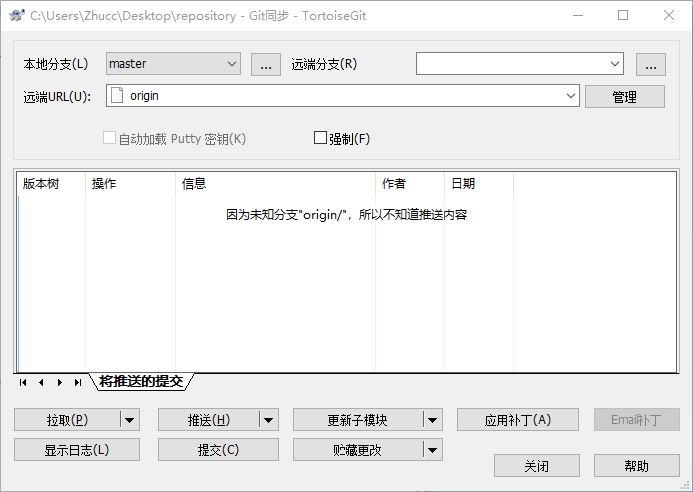 C:\Users\Zhucc\Desktop\repository - Git同步 - TortoiseGit
本地分支(L) master ... 远端分支(R) ...
远端URL(U): origin 管理
自动加载 Putty 密钥(K) 强制(F)
版本树 操作 信息 作者 日期
因为未知分支"origin/"，所以不知道推送内容
将推送的提交
拉取(P) 推送(H) 更新子模块 应用补丁(A) Email补丁
显示日志(L) 提交(C) 贮藏更改
关闭 帮助